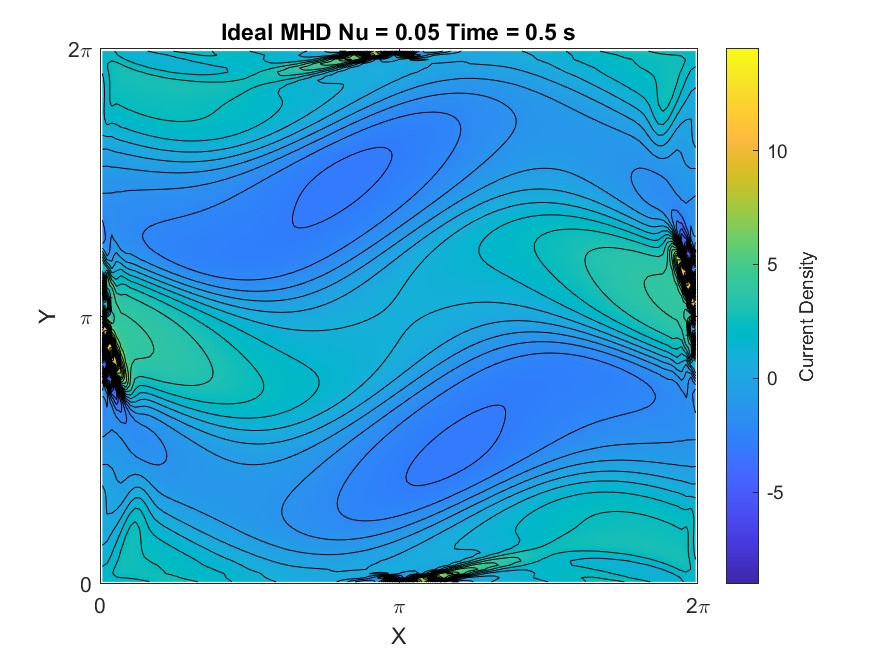 Ideal MHD Nu = 0.05 Time = 0.5 s
2π
π
0
Y
0
π
2π
X
10
5
0
-5
Current Density